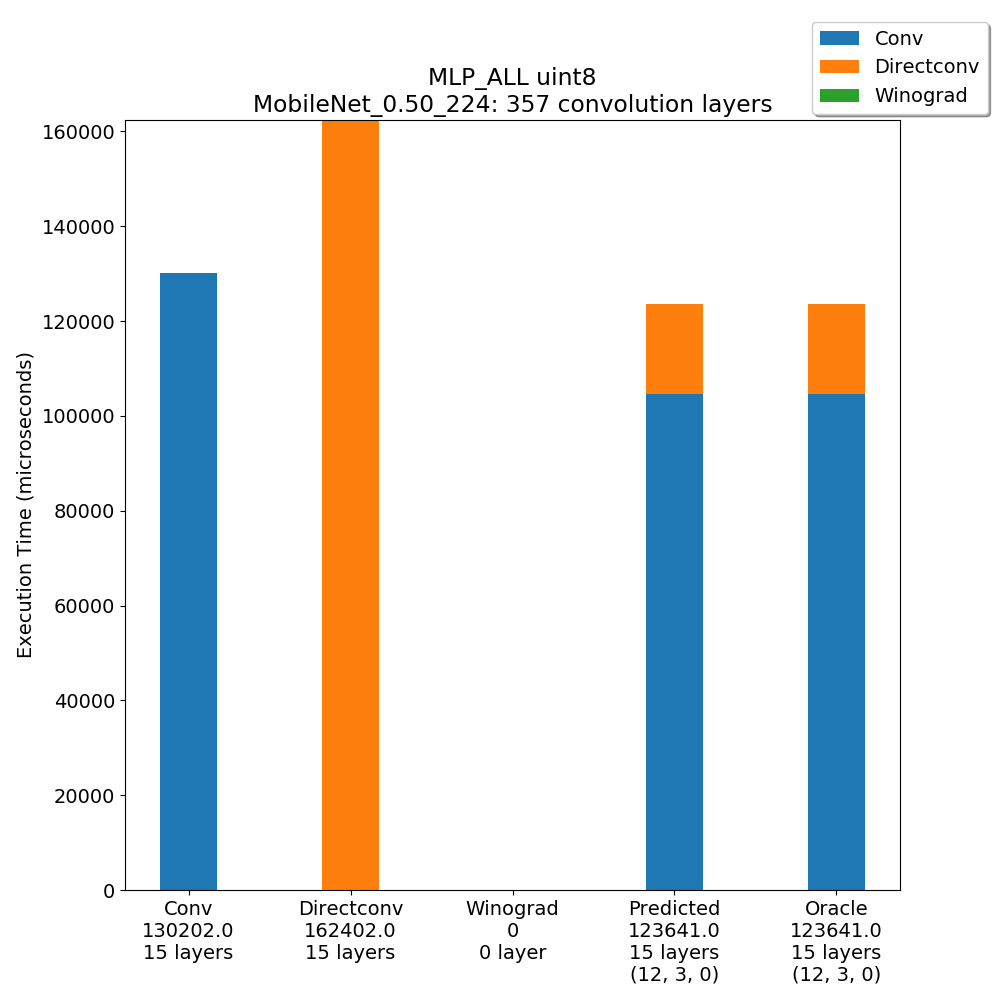 Conv
Directconv
Winograd
MLP_ALL uint8
MobileNet_0.50_224: 357 convolution layers
160000
140000
120000
100000
80000
60000
40000
20000
0
Execution Time (microseconds)
Conv
130202.0
15 layers
Directconv
162402.0
15 layers
Winograd
0
0 layer
Predicted
123641.0
15 layers
(12, 3, 0)
Oracle
123641.0
15 layers
(12, 3, 0)